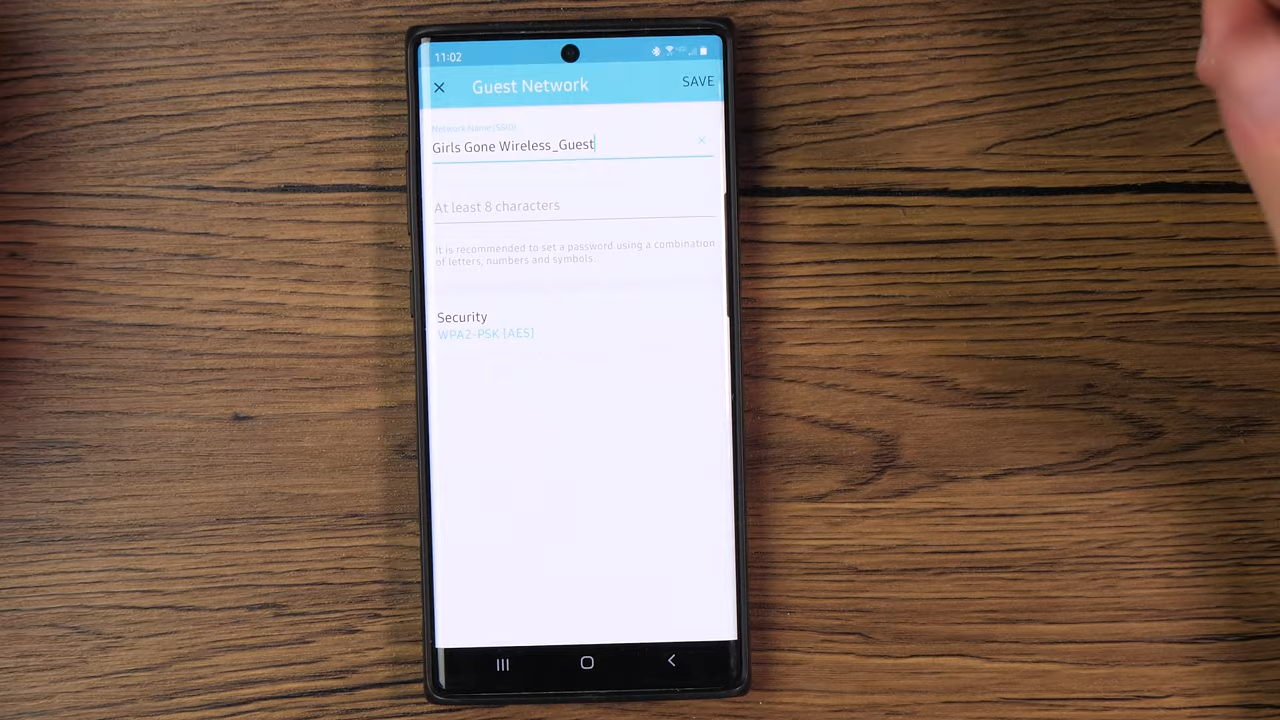 11:02
Guest Network
SAVE
Network Name (SSID)
Girls Gone Wireless_Guest
At least 8 characters
It is recommended to set a password using a combination
of letters, numbers and symbols.
Security
WPA2-PSK [AES]